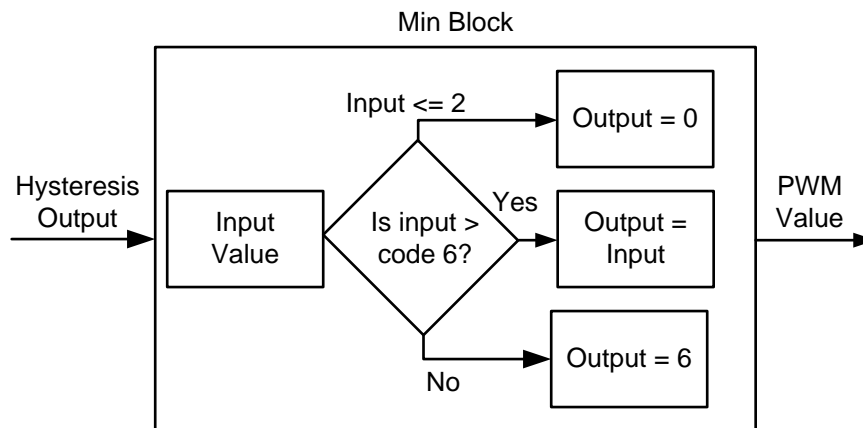 Min Block
Input <= 2
Output = 0
Hysteresis
Output
Input
Value
Is input >
code 6?
Yes
Output =
Input
PWM
Value
No
Output = 6